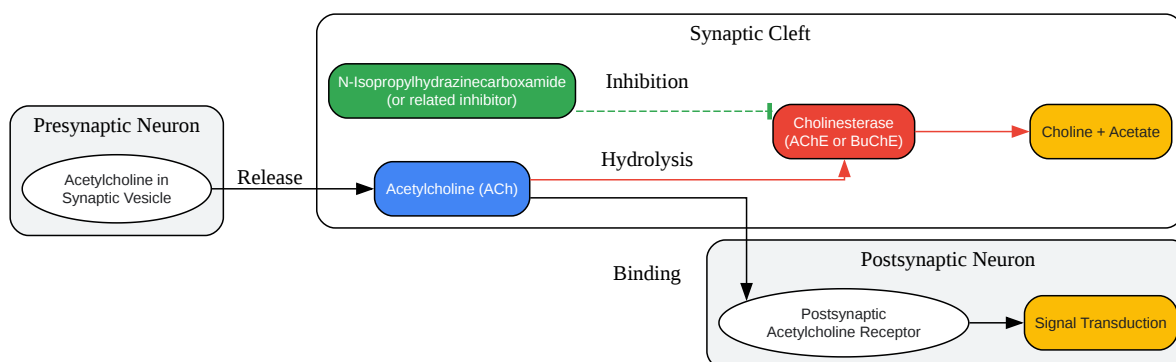 Synaptic Cleft
N-Isopropylhydrazinecarboxamide
(or related inhibitor)
Inhibition
Cholinesterase
(AChE or BuChE)
Choline + Acetate
Presynaptic Neuron
Acetylcholine in
Synaptic Vesicle
Release
Acetylcholine (ACh)
Hydrolysis
Binding
Postsynaptic Neuron
Postsynaptic
Acetylcholine Receptor
Signal Transduction